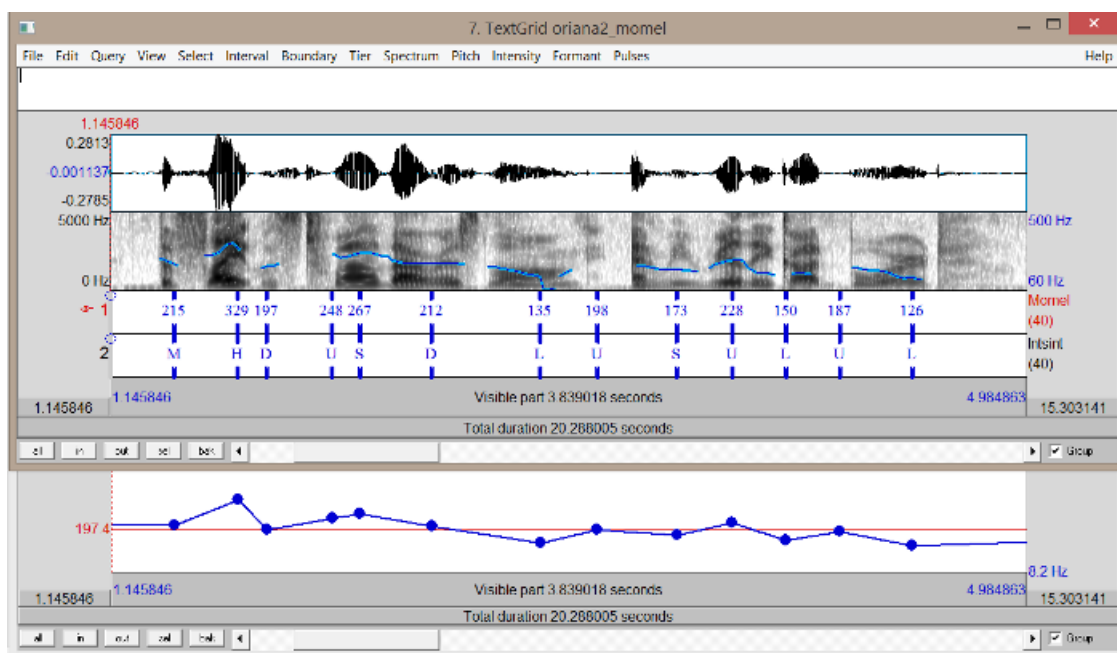 7. TextGrid oriana2_momel
File Edit Query View Select Interval Boundary Tier Spectrum Pitch Intensity Formant Pulses Help
1.145846
0.2813
-0.001137
-0.2785
5000 Hz 500 Hz
0 Hz 60 Hz
1 215 329 197 248 267 212 135 198 173 228 150 187 126 Momel
(40)
2 M H D U S D L U S U L U L Intsint
(40)
1.145846 Visible part 3.839018 seconds 4.984863
1.145846 15.303141
Total duration 20.288005 seconds
all in out sel bak Group
197.4
8.2 Hz
1.145846 Visible part 3.839018 seconds 4.984863
1.145846 15.303141
Total duration 20.288005 seconds
all in out sel bak Group